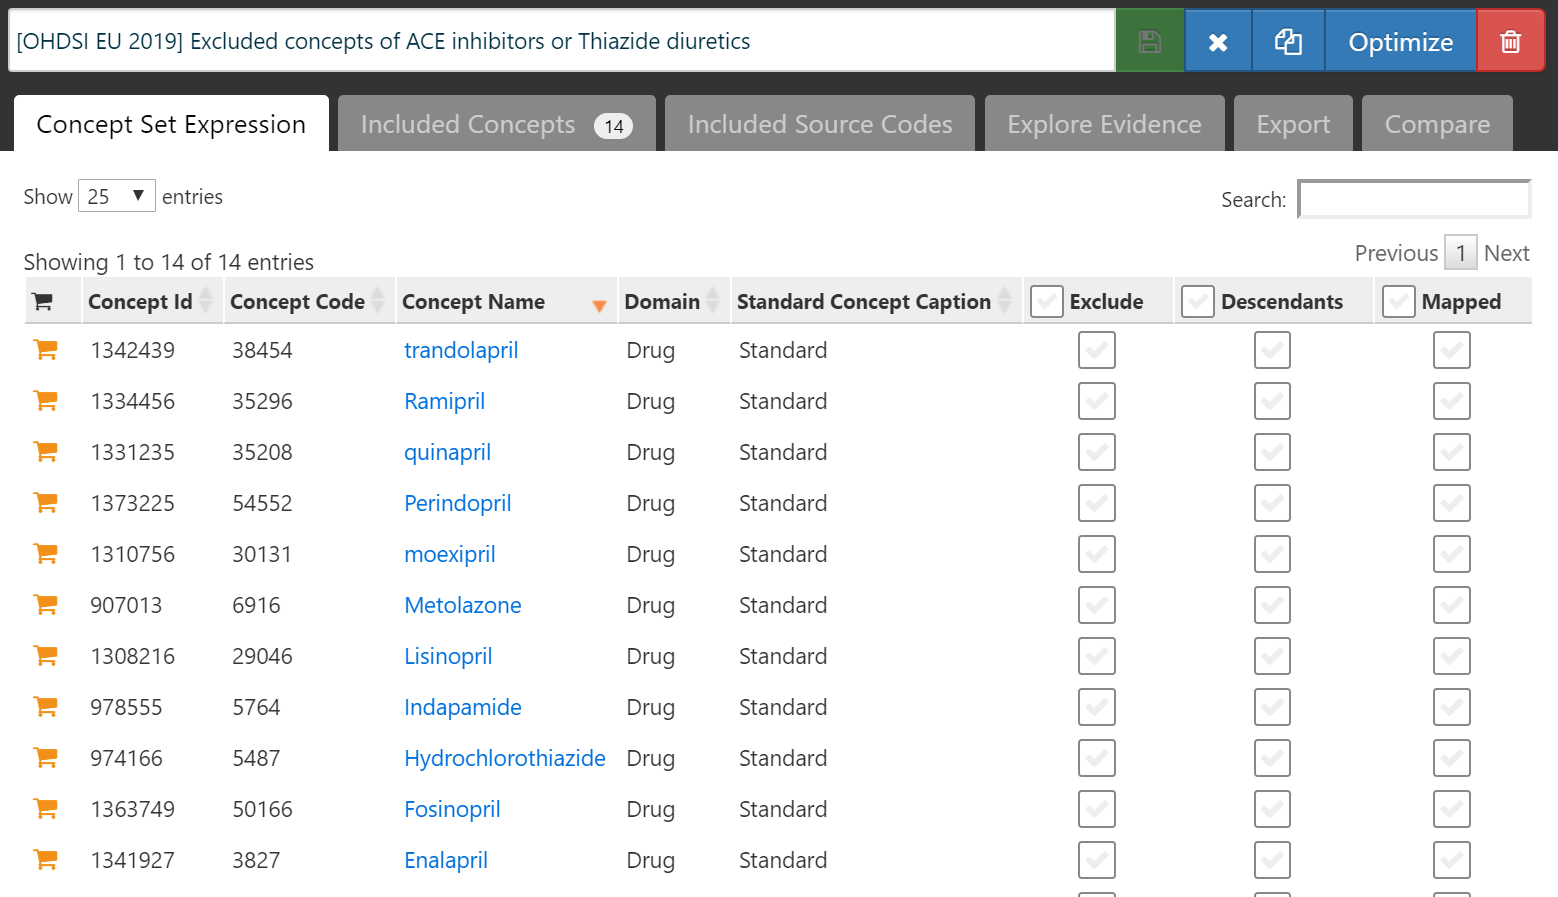 [OHDSI EU 2019] Excluded concepts of ACE inhibitors or Thiazide diuretics Optimize
Concept Set Expression Included Concepts 14 Included Source Codes Explore Evidence Export Compare
Show 25 entries Search:
Showing 1 to 14 of 14 entries Previous 1 Next
Concept Id Concept Code Concept Name Domain Standard Concept Caption Exclude Descendants Mapped
1342439 38454 trandolapril Drug Standard
1334456 35296 Ramipril Drug Standard
1331235 35208 quinapril Drug Standard
1373225 54552 Perindopril Drug Standard
1310756 30131 moexipril Drug Standard
907013 6916 Metolazone Drug Standard
1308216 29046 Lisinopril Drug Standard
978555 5764 Indapamide Drug Standard
974166 5487 Hydrochlorothiazide Drug Standard
1363749 50166 Fosinopril Drug Standard
1341927 3827 Enalapril Drug Standard